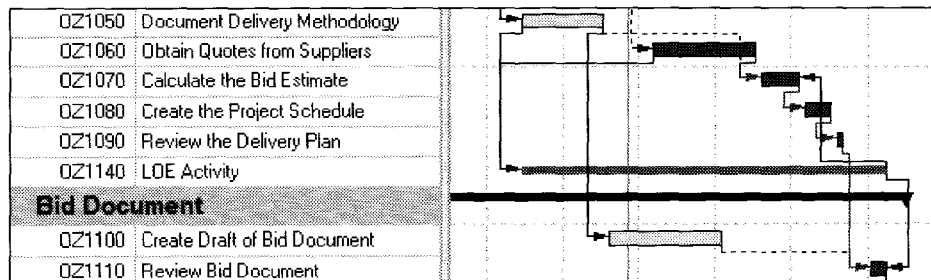 OZ1050 Document Delivery Methodology
OZ1060 Obtain Quotes from Suppliers
OZ1070 Calculate the Bid Estimate
OZ1080 Create the Project Schedule
OZ1090 Review the Delivery Plan
OZ1140 LOE Activity
Bid Document
OZ1100 Create Draft of Bid Document
OZ1110 Review Bid Document